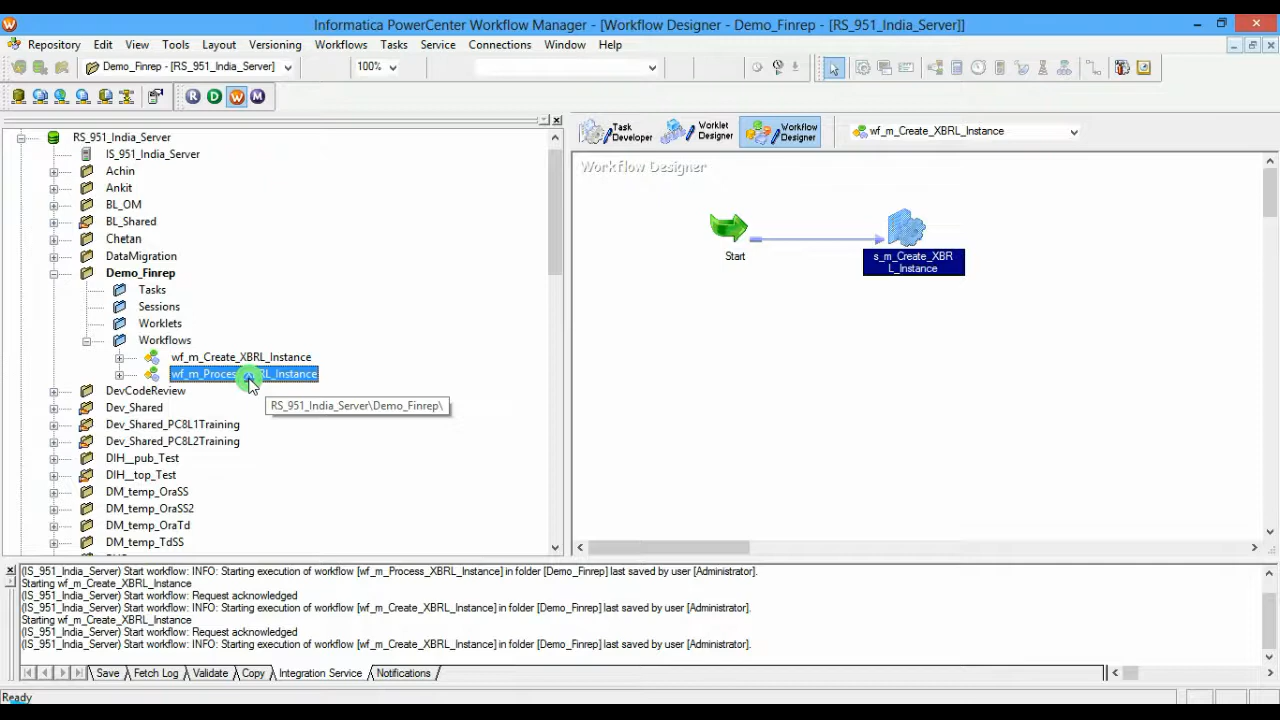 Informatica PowerCenter Workflow Manager - [Workflow Designer - Demo_Finrep - [RS_951_India_Server]]
Repository Edit View Tools Layout Versioning Workflows Tasks Service Connections Window Help
Demo_Finrep - [RS_951_India_Server] 100%
R D W M
Task Developer Worklet Designer Workflow Designer wf_m_Create_XBRL_Instance
RS_951_India_Server
IS_951_India_Server
Achin
Ankit
BL_OM
BL_Shared
Chetan
DataMigration
Demo_Finrep
Tasks
Sessions
Worklets
Workflows
wf_m_Create_XBRL_Instance
wf_m_Process_XBRL_Instance
RS_951_India_Server\Demo_Finrep\
DevCodeReview
Dev_Shared
Dev_Shared_PC8L1Training
Dev_Shared_PC8L2Training
DIH__pub_Test
DIH__top_Test
DM_temp_OraSS
DM_temp_OraSS2
DM_temp_OraTd
DM_temp_TdSS
Workflow Designer
Start
s_m_Create_XBR
L_Instance
(IS_951_India_Server) Start workflow: INFO: Starting execution of workflow [wf_m_Process_XBRL_Instance] in folder [Demo_Finrep] last saved by user [Administrator].
Starting wf_m_Create_XBRL_Instance
(IS_951_India_Server) Start workflow: Request acknowledged
(IS_951_India_Server) Start workflow: INFO: Starting execution of workflow [wf_m_Create_XBRL_Instance] in folder [Demo_Finrep] last saved by user [Administrator].
Starting wf_m_Create_XBRL_Instance
(IS_951_India_Server) Start workflow: Request acknowledged
(IS_951_India_Server) Start workflow: INFO: Starting execution of workflow [wf_m_Create_XBRL_Instance] in folder [Demo_Finrep] last saved by user [Administrator].
Save Fetch Log Validate Copy Integration Service Notifications
Ready